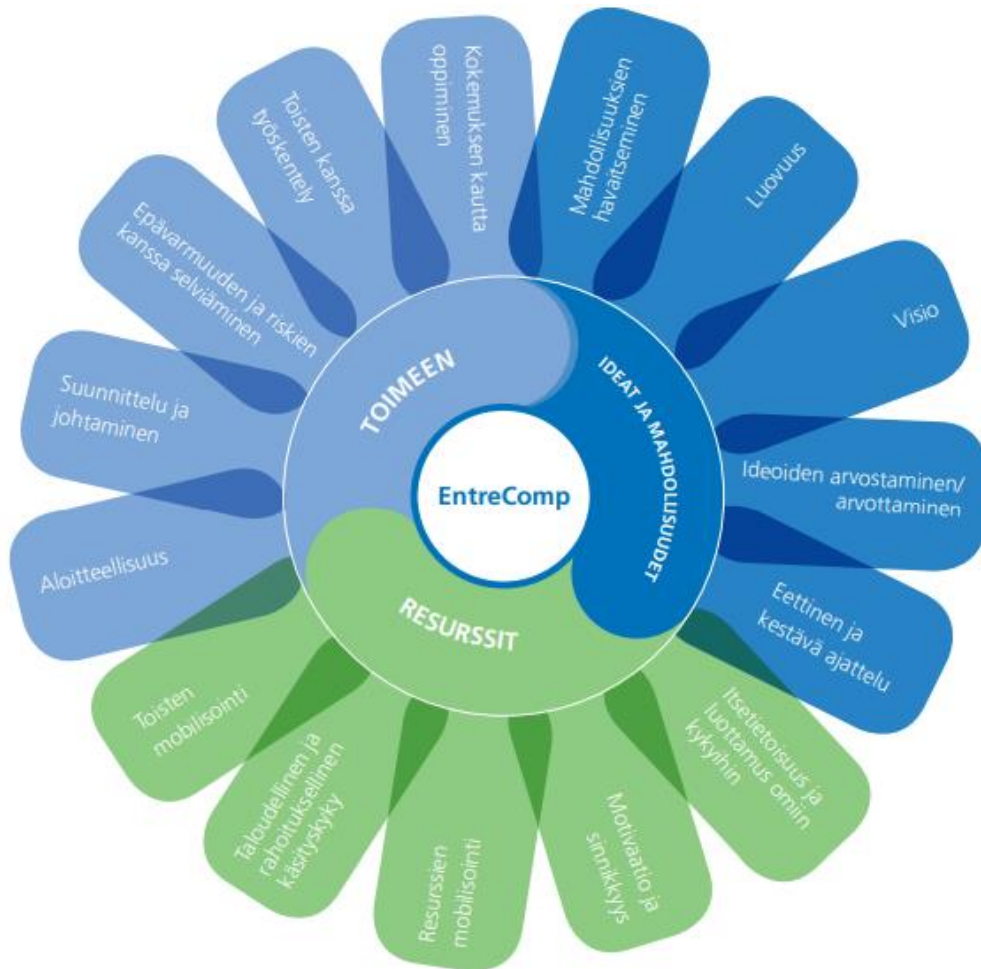 EntreComp
IDEAT JA MAHDOLISUUDET
Mahdollisuuksien
havaitseminen
Luovuus
Visio
Ideoiden arvostaminen/
arvottaminen
Eettinen ja
kestävä ajattelu
RESURSSIT
Itsetietoisuus ja
luottamus omiin
kykyihin
Motivaatio ja
sinnikkyys
Resurssien
mobilisointi
Taloudellinen ja
rahoituksellinen
käsityskyky
Toisten
mobilisointi
TOIMEEN
Aloitteellisuus
Suunnittelu ja
johtaminen
Epävarmuuden ja riskien
kanssa selviäminen
Toisten kanssa
työskentely
Kokemuksen kautta
oppiminen